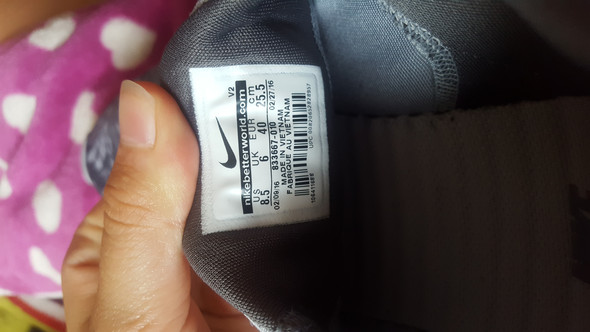 V2
nikebetterworld.com
US UK EUR cm
8.5 6 40 25.5
02/09/16 02/27/16
833667-010
MADE IN VIETNAM
FABRIQUE AU VIETNAM